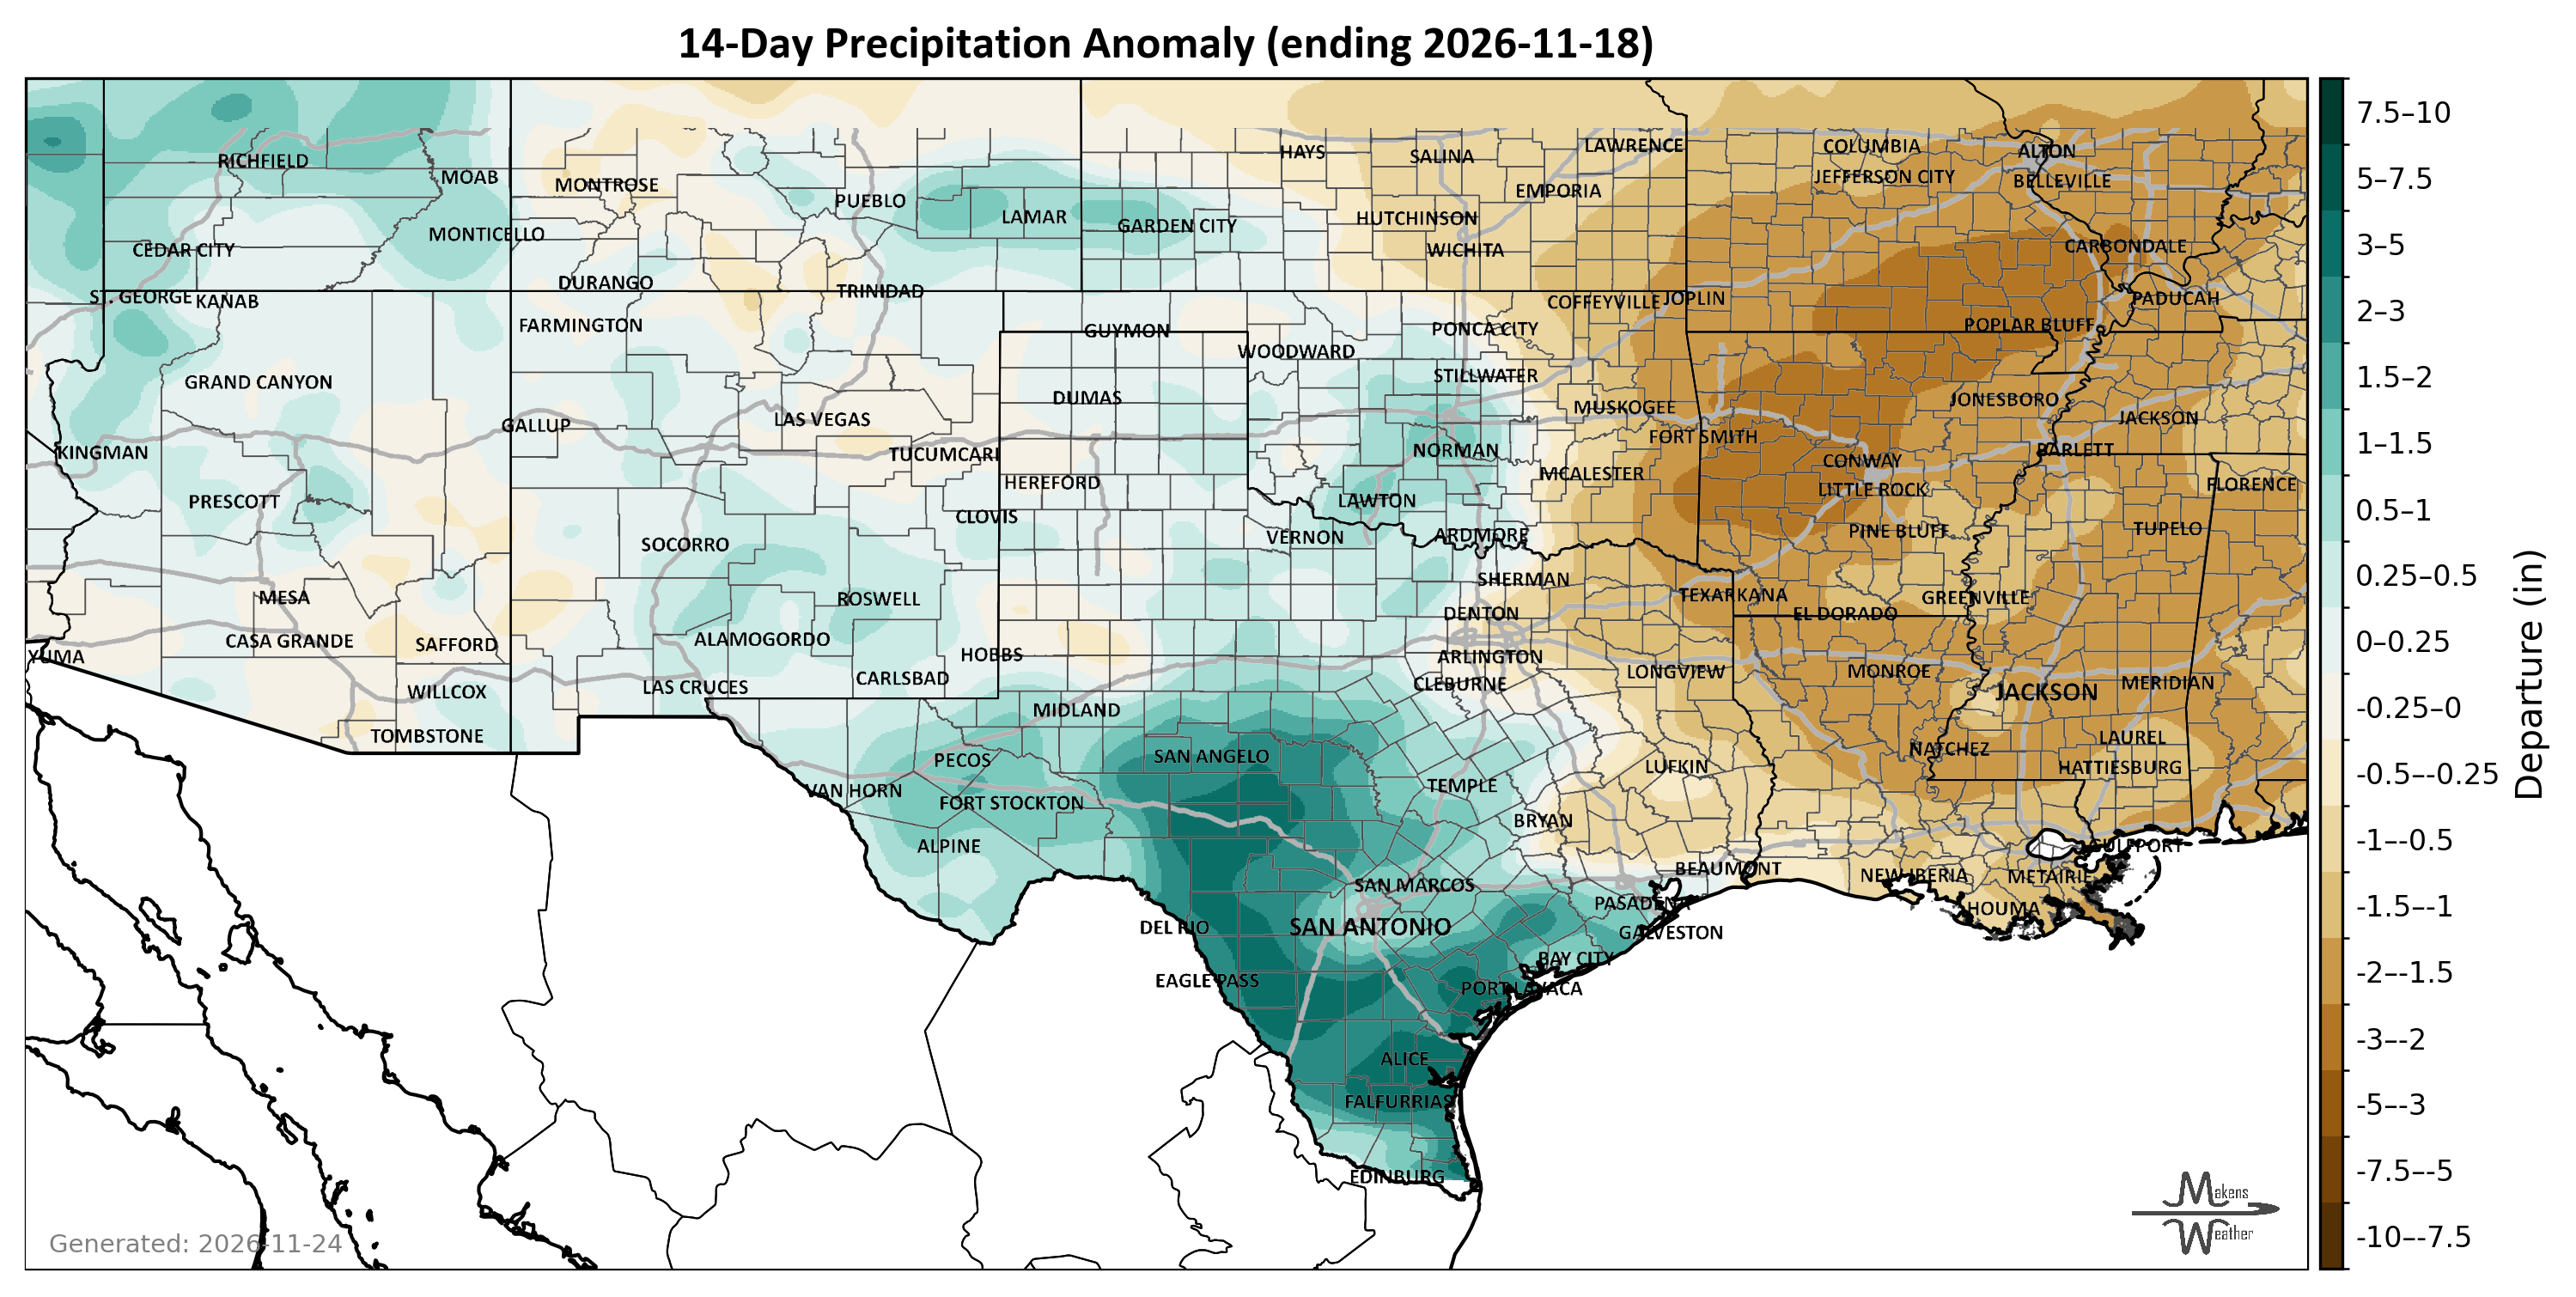 14-Day Precipitation Anomaly (ending 2026-11-18)
HAYS
SALINA
LAWRENCE
COLUMBIA
ALTON
RICHFIELD
MOAB
MONTROSE
EMPORIA
JEFFERSON CITY
BELLEVILLE
PUEBLO
LAMAR
GARDEN CITY
HUTCHINSON
MONTICELLO
CEDAR CITY
WICHITA
CARBONDALE
DURANGO
TRINIDAD
ST. GEORGE
KANAB
COFFEYVILLE
JOPLIN
PADUCAH
FARMINGTON
GUYMON
PONCA CITY
POPLAR BLUFF
WOODWARD
GRAND CANYON
STILLWATER
DUMAS
MUSKOGEE
JONESBORO
GALLUP
LAS VEGAS
JACKSON
FORT SMITH
KINGMAN
TUCUMCARI
NORMAN
BARLETT
CONWAY
MCALESTER
HEREFORD
LITTLE ROCK
FLORENCE
PRESCOTT
LAWTON
CLOVIS
VERNON
ARDMORE
PINE BLUFF
TUPELO
SOCORRO
SHERMAN
MESA
ROSWELL
TEXARKANA
GREENVILLE
DENTON
EL DORADO
CASA GRANDE
SAFFORD
ALAMOGORDO
YUMA
HOBBS
ARLINGTON
LONGVIEW
MONROE
CARLSBAD
CLEBURNE
MERIDIAN
WILLCOX
LAS CRUCES
JACKSON
MIDLAND
TOMBSTONE
LAUREL
NATCHEZ
PECOS
SAN ANGELO
LUFKIN
HATTIESBURG
VAN HORN
TEMPLE
FORT STOCKTON
BRYAN
ALPINE
GULFPORT
BEAUMONT
NEW IBERIA
METAIRIE
SAN MARCOS
PASADENA
HOUMA
DEL RIO
SAN ANTONIO
GALVESTON
BAY CITY
EAGLE PASS
PORT LAVACA
ALICE
FALFURRIAS
EDINBURG
Generated: 2026-11-24
Makens
Weather
7.5–10
5–7.5
3–5
2–3
1.5–2
1–1.5
0.5–1
0.25–0.5
0–0.25
-0.25–0
-0.5–-0.25
-1–-0.5
-1.5–-1
-2–-1.5
-3–-2
-5–-3
-7.5–-5
-10–-7.5
Departure (in)